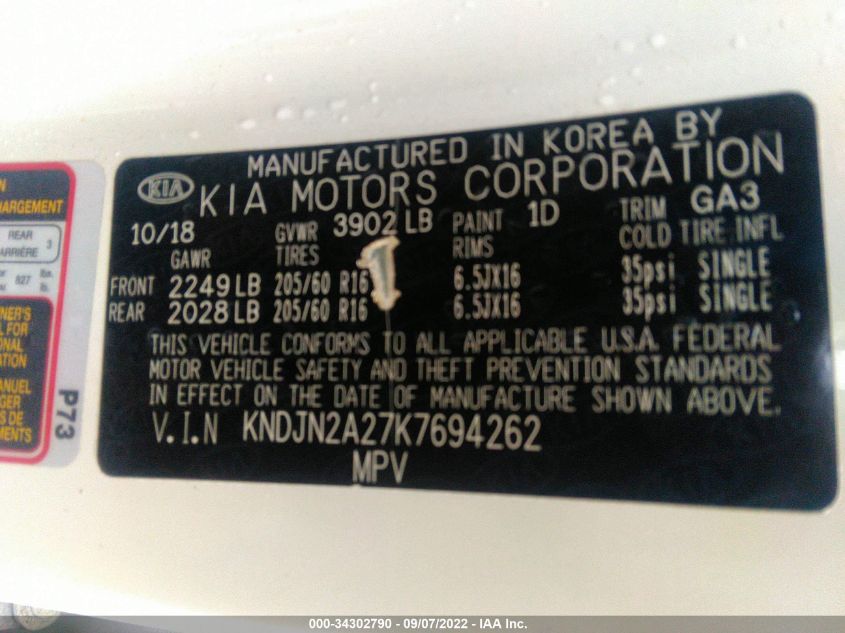 MANUFACTURED IN KOREA BY
KIA KIA MOTORS CORPORATION
10/18 GVWR 3902 LB PAINT 1D TRIM GA3
GAWR TIRES RIMS COLD TIRE INFL
FRONT 2249 LB 205/60 R16 6.5JX16 35psi SINGLE
REAR 2028 LB 205/60 R16 6.5JX16 35psi SINGLE
THIS VEHICLE CONFORMS TO ALL APPLICABLE U.S.A. FEDERAL
MOTOR VEHICLE SAFETY AND THEFT PREVENTION STANDARDS
IN EFFECT ON THE DATE OF MANUFACTURE SHOWN ABOVE.
V.I.N KNDJN2A27K7694262
MPV
REAR 3
827 lbs.
P73
000-34302790 - 09/07/2022 - IAA Inc.